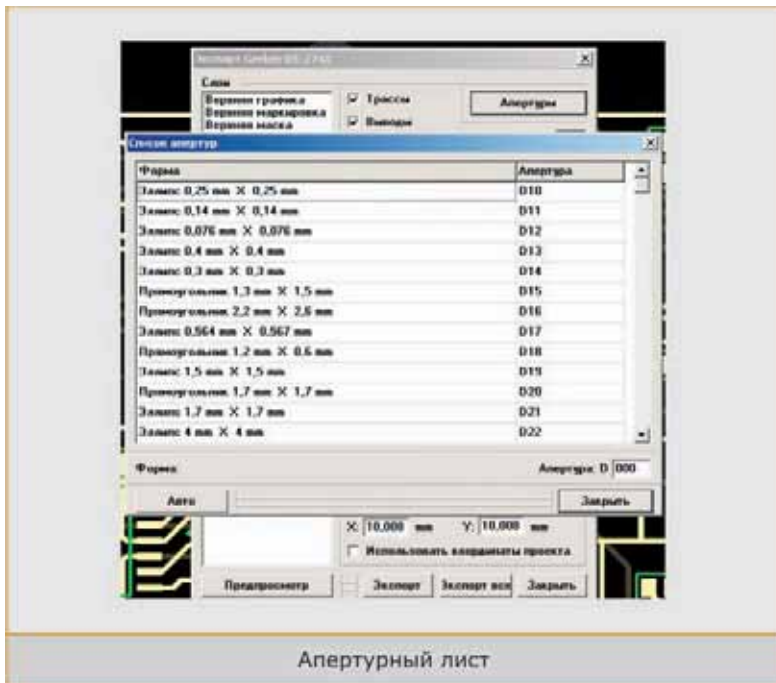 Экспорт Gerber RS-274X
Слои
Верхняя графика
Верхняя маркировка
Верхняя маска
Трассы
Выводы
Апертуры
Список апертур
Форма Апертура
Эллипс 0,25 mm X 0,25 mm D10
Эллипс 0,14 mm X 0,14 mm D11
Эллипс 0,076 mm X 0,076 mm D12
Эллипс 0,4 mm X 0,4 mm D13
Эллипс 0,3 mm X 0,3 mm D14
Прямоугольник 1,3 mm X 1,5 mm D15
Прямоугольник 2,2 mm X 2,6 mm D16
Эллипс 0,564 mm X 0,567 mm D17
Прямоугольник 1,2 mm X 0,6 mm D18
Эллипс 1,5 mm X 1,5 mm D19
Прямоугольник 1,7 mm X 1,7 mm D20
Эллипс 1,7 mm X 1,7 mm D21
Эллипс 4 mm X 4 mm D22
Форма Апертура: D 000
Авто Закрыть
X: 10,000 mm Y: 10,000 mm
Использовать координаты проекта
Предпросмотр Экспорт Экспорт все Закрыть
Апертурный лист